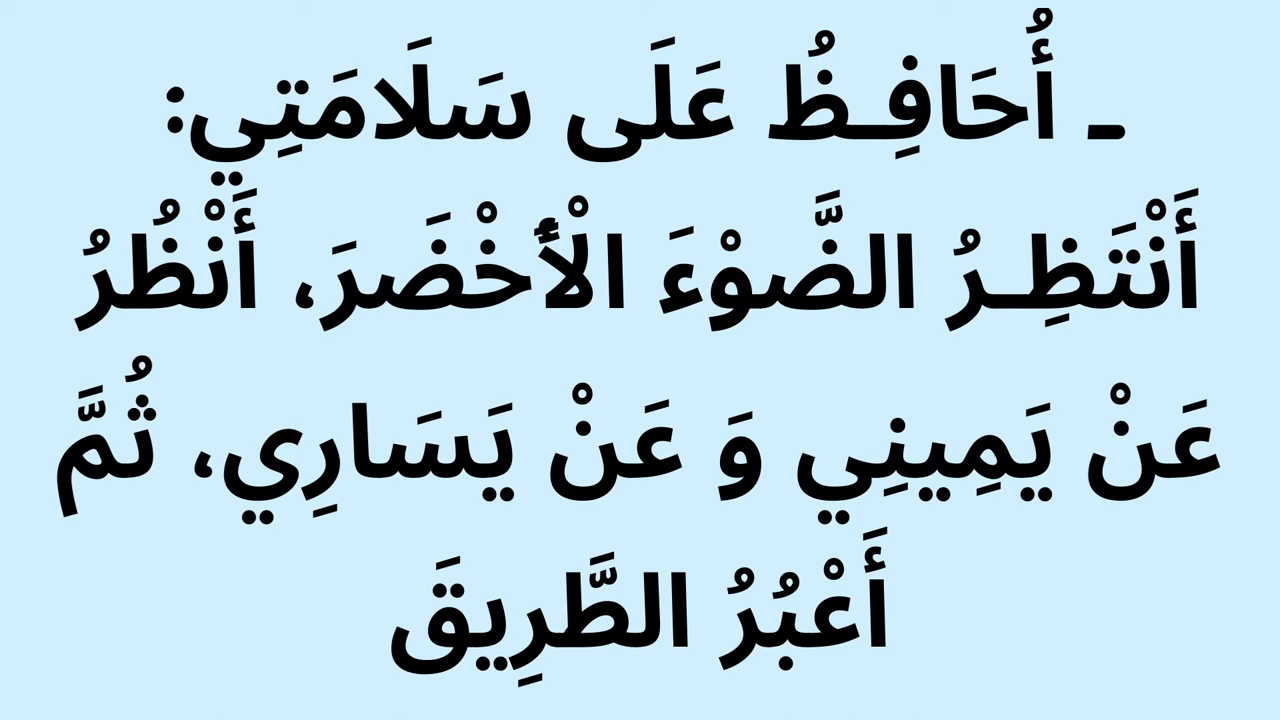 ـ أُحَافِـظُ عَلَى سَلَامَتِي:
أَنْتَظِـرُ الضَّوْءَ الْأَخْضَرَ، أَنْظُرُ
عَنْ يَمِينِي وَ عَنْ يَسَارِي، ثُمَّ
أَعْبُرُ الطَّرِيقَ